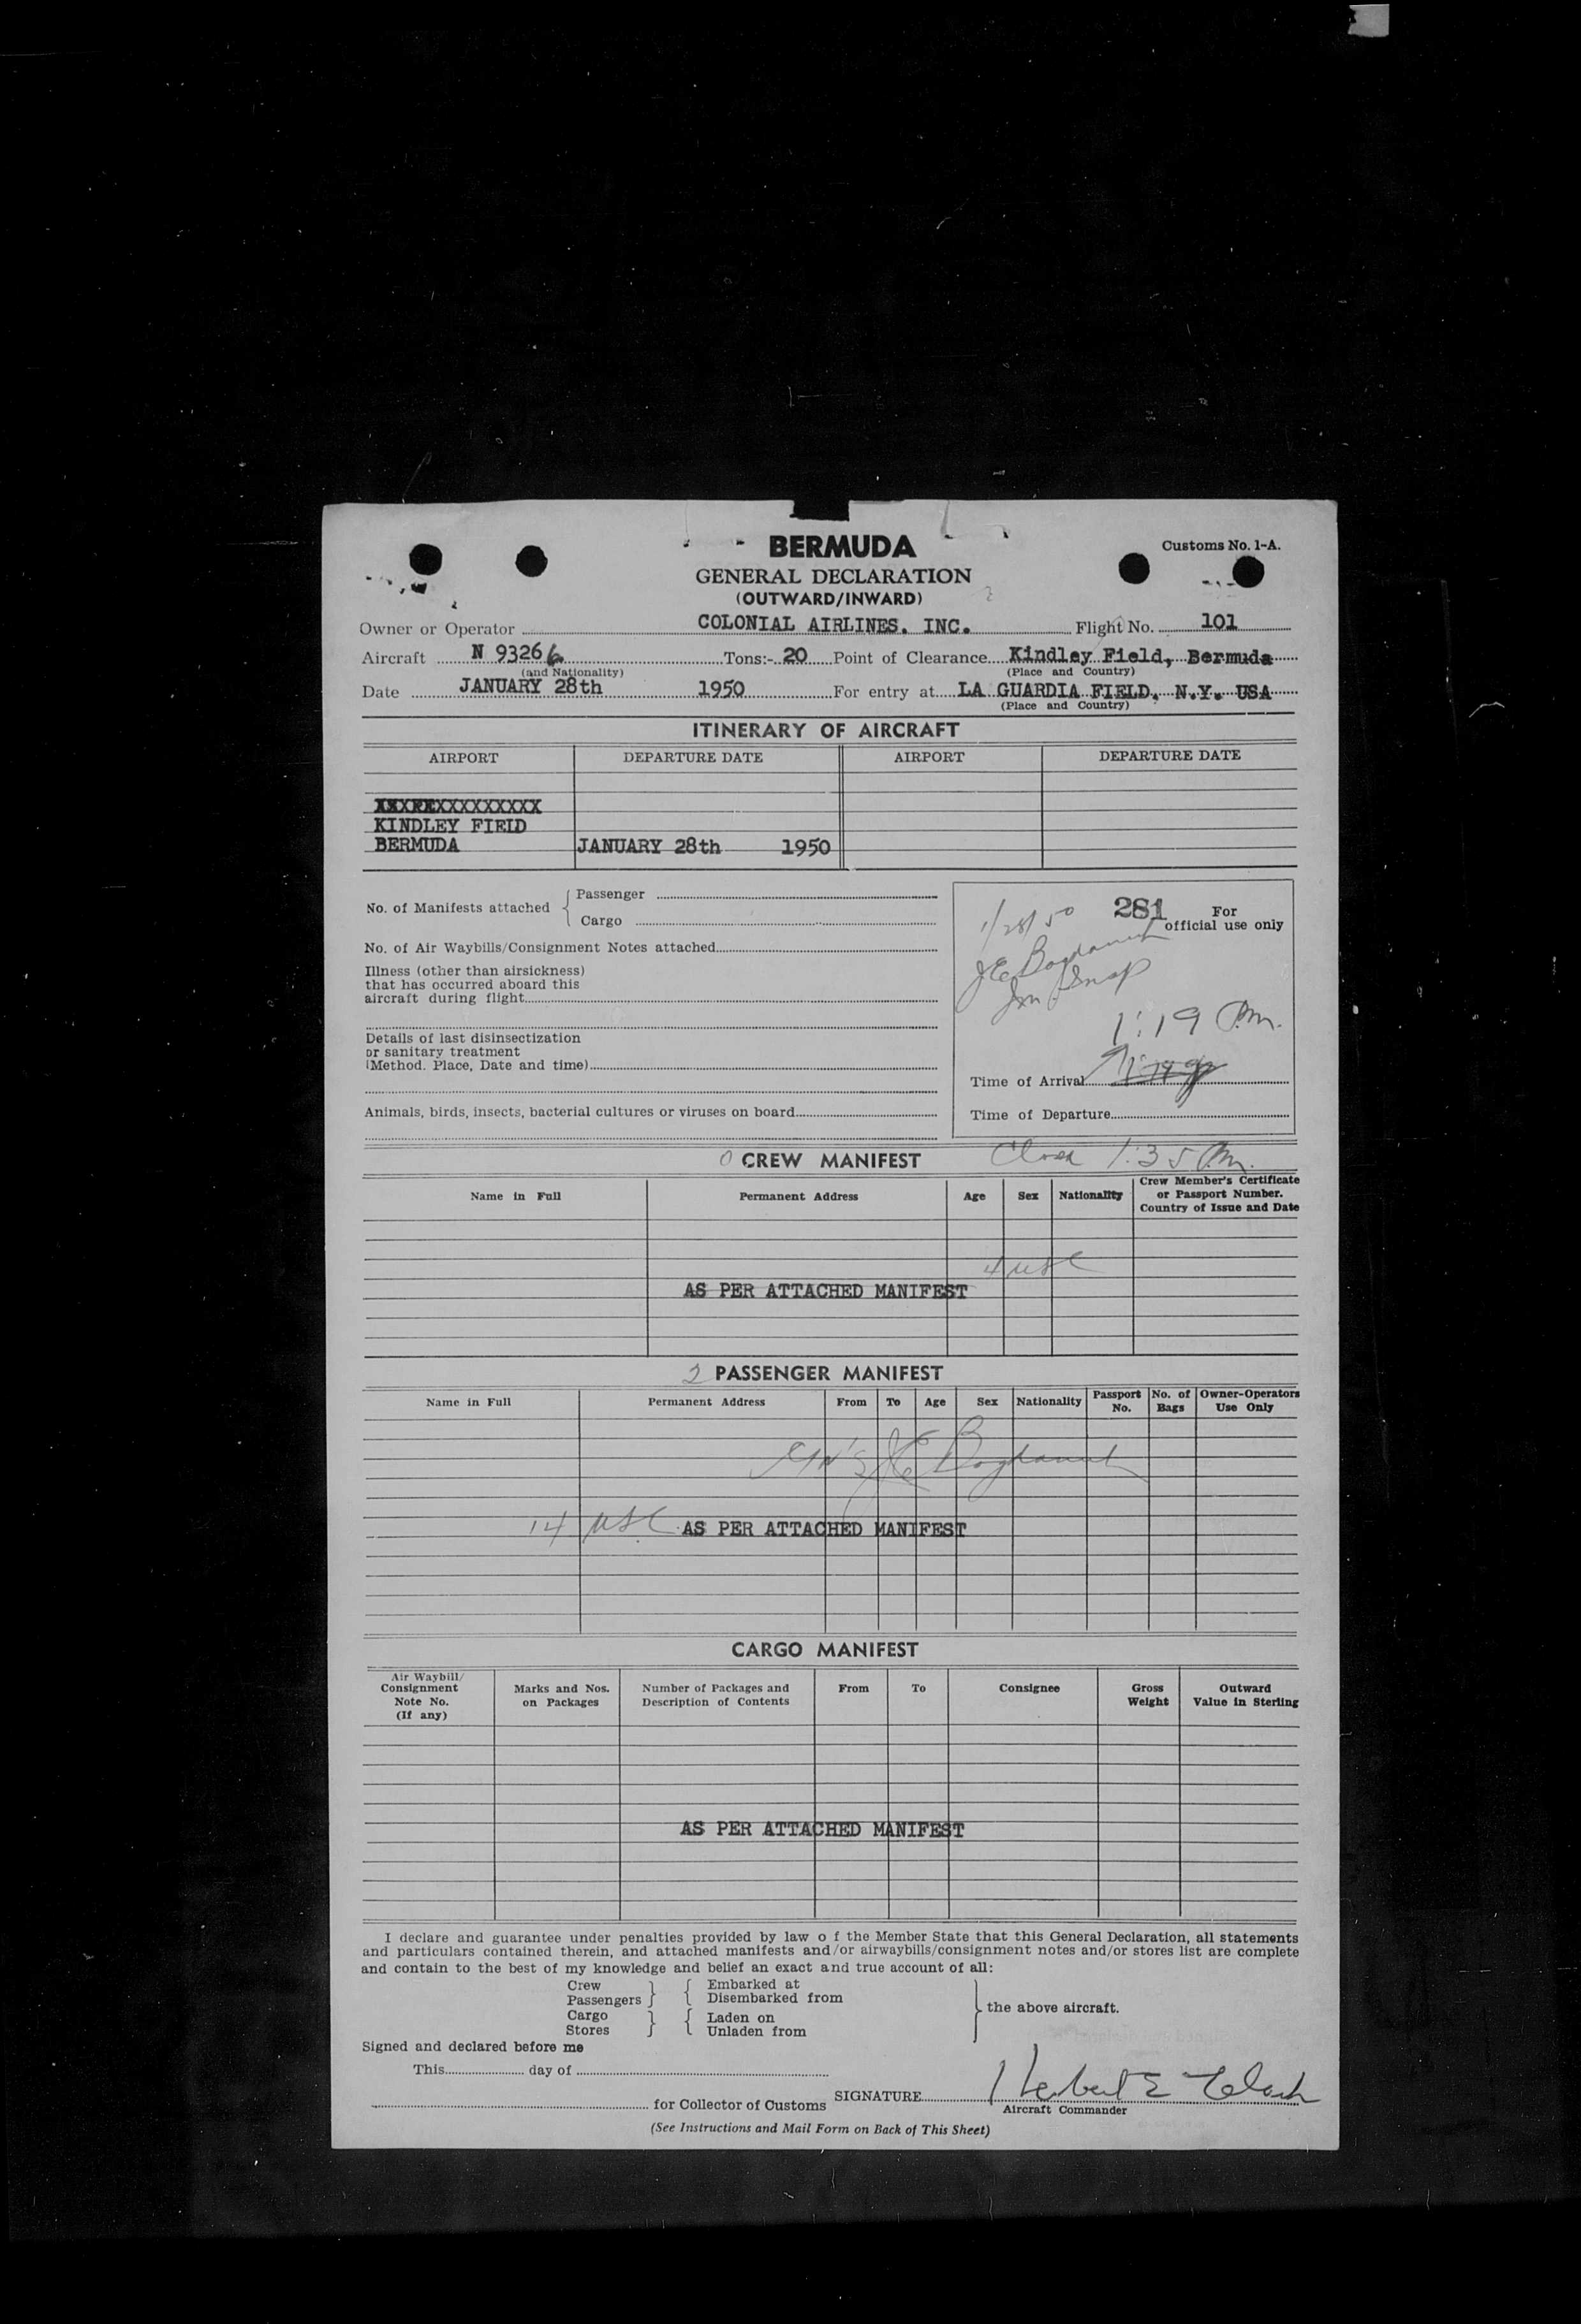 BERMUDA
Customs No. 1-A.
GENERAL DECLARATION
(OUTWARD/INWARD)
Owner or Operator COLONIAL AIRLINES. INC. Flight No. 101
Aircraft N 93266 Tons:- 20 Point of Clearance Kindley Field, Bermuda
(and Nationality) (Place and Country)
Date JANUARY 28th 1950 For entry at LA GUARDIA FIELD. N.Y. USA
(Place and Country)
ITINERARY OF AIRCRAFT
AIRPORT DEPARTURE DATE AIRPORT DEPARTURE DATE
KINDLEY FIELD
BERMUDA JANUARY 28th 1950
No. of Manifests attached { Passenger
Cargo
No. of Air Waybills/Consignment Notes attached
Illness (other than airsickness)
that has occurred aboard this
aircraft during flight
Details of last disinsectization
or sanitary treatment
(Method. Place, Date and time)
Animals, birds, insects, bacterial cultures or viruses on board
281 For
official use only
1/28/50
1:19 P.m.
Time of Arrival
Time of Departure
0 CREW MANIFEST 1:35 P.m.
Name in Full Permanent Address Age Sex Nationality Crew Member's Certificate
or Passport Number.
Country of Issue and Date
4 USC
AS PER ATTACHED MANIFEST
2 PASSENGER MANIFEST
Name in Full Permanent Address From To Age Sex Nationality Passport No. No. of Bags Owner-Operators Use Only
14 USC AS PER ATTACHED MANIFEST
CARGO MANIFEST
Air Waybill/ Consignment Note No. (If any) Marks and Nos. on Packages Number of Packages and Description of Contents From To Consignee Gross Weight Outward Value in Sterling
AS PER ATTACHED MANIFEST
I declare and guarantee under penalties provided by law o f the Member State that this General Declaration, all statements
and particulars contained therein, and attached manifests and/or airwaybills/consignment notes and/or stores list are complete
and contain to the best of my knowledge and belief an exact and true account of all:
Crew } { Embarked at
Passengers } { Disembarked from
} the above aircraft.
Cargo } { Laden on
Stores } { Unladen from
Signed and declared before me
This day of
for Collector of Customs SIGNATURE Herbert E
Aircraft Commander
(See Instructions and Mail Form on Back of This Sheet)